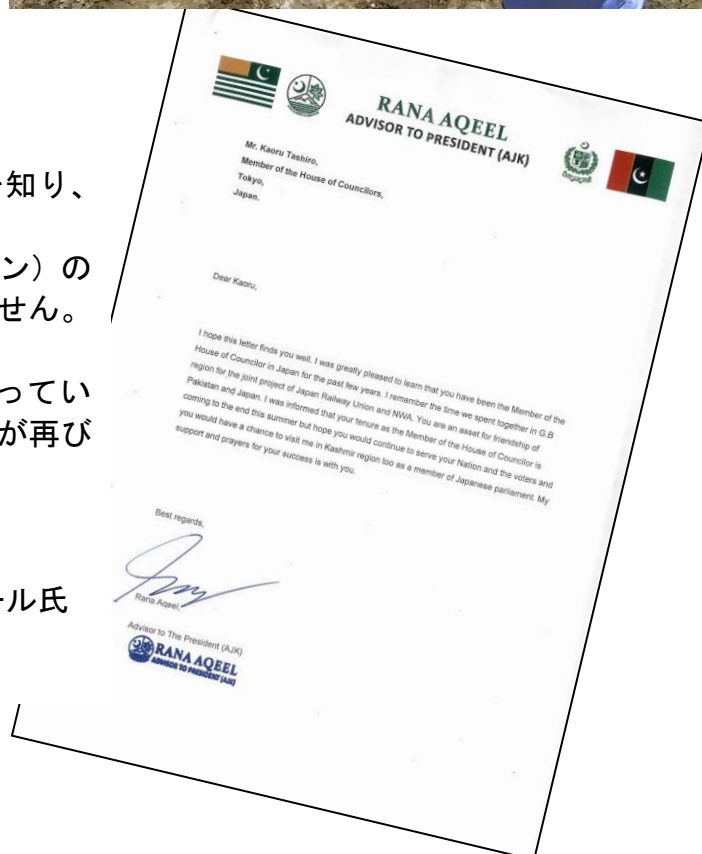 知り、
ン）の
せん。
ってい
が再び
ール氏
RANA AQEEL
ADVISOR TO PRESIDENT (AJK)
Mr. Kaoru Tashiro,
Member of the House of Councilors,
Tokyo,
Japan.
Dear Kaoru,
I hope this letter finds you well. I was greatly pleased to learn that you have been the Member of the
House of Councilor in Japan for the past few years. I remember the time we spent together in G.B
region for the joint project of Japan Railway Union and NWA. You are an asset for friendship of
Pakistan and Japan. I was informed that your tenure as the Member of the House of Councilor is
coming to the end this summer but hope you would continue to serve your Nation and the voters and
you would have a chance to visit me in Kashmir region too as a member of Japanese parliament. My
support and prayers for your success is with you.
Best regards,
Rana Aqeel,
Advisor to The President (AJK)
RANA AQEEL
ADVISOR TO PRESIDENT (AJK)